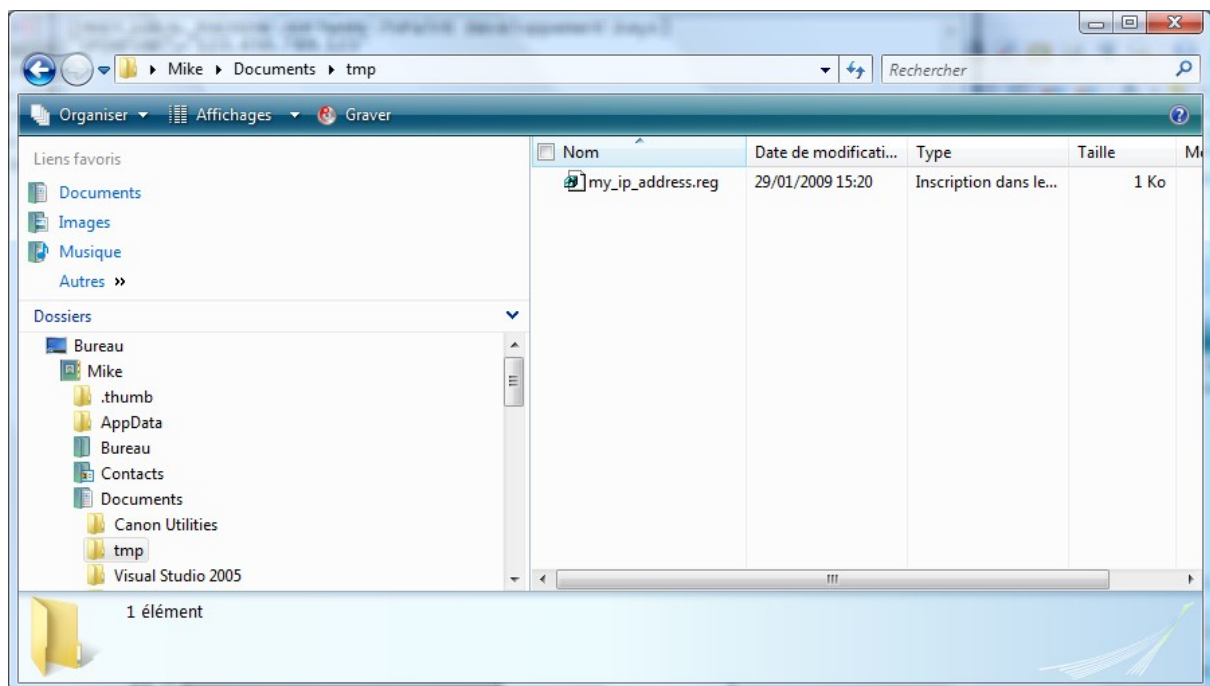 Mike Documents tmp
Rechercher
Organiser Affichages Graver
Liens favoris
Documents
Images
Musique
Autres »
Dossiers
Bureau
Mike
.thumb
AppData
Bureau
Contacts
Documents
Canon Utilities
tmp
Visual Studio 2005
Nom Date de modificati... Type Taille
my_ip_address.reg 29/01/2009 15:20 Inscription dans le... 1 Ko
1 élément